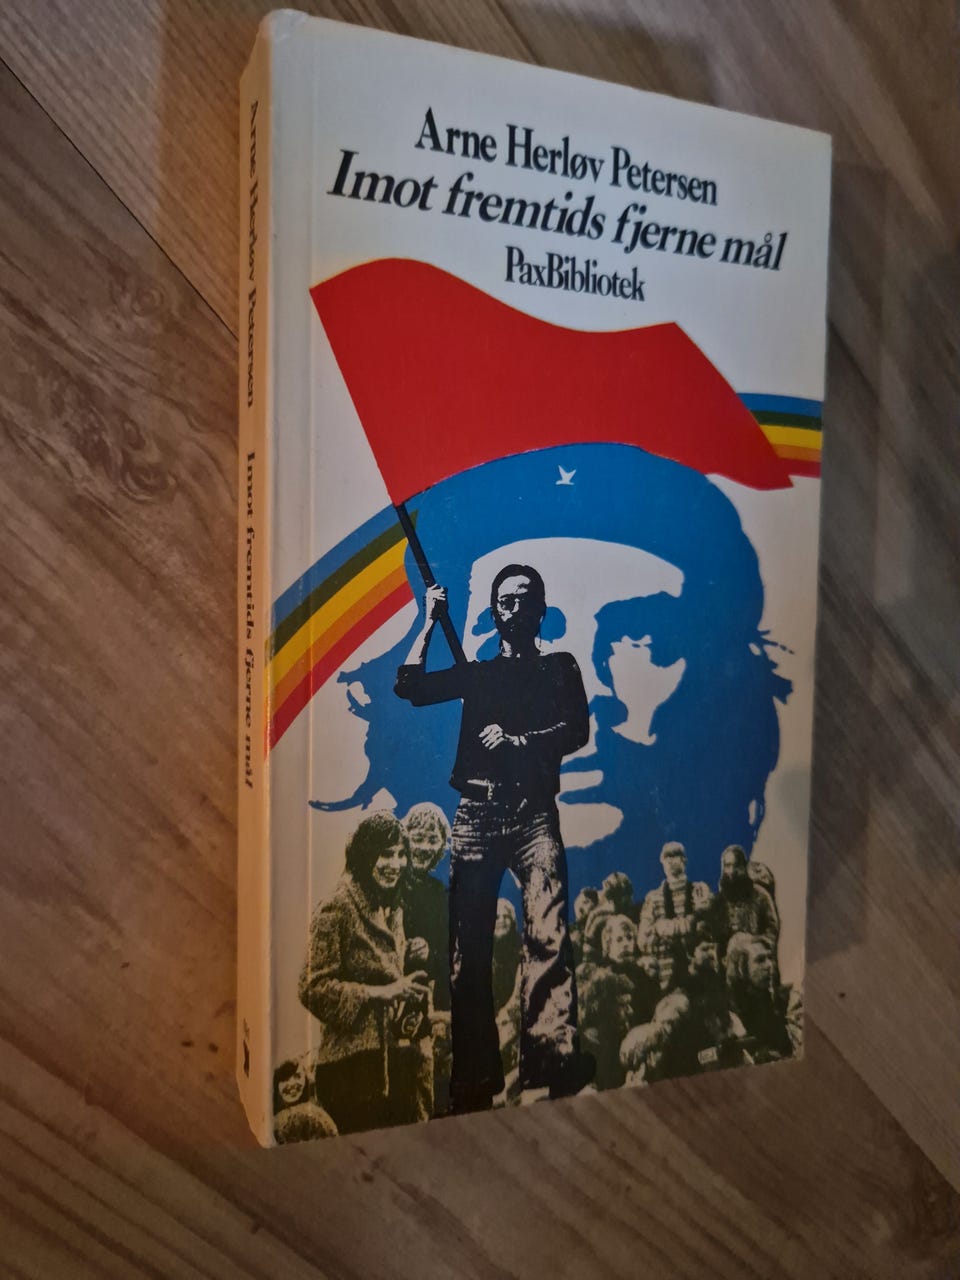 Arne Herløv Petersen
Imot fremtids fjerne mål
PaxBibliotek
Arne Herløv Petersen Imot fremtids fjerne mål